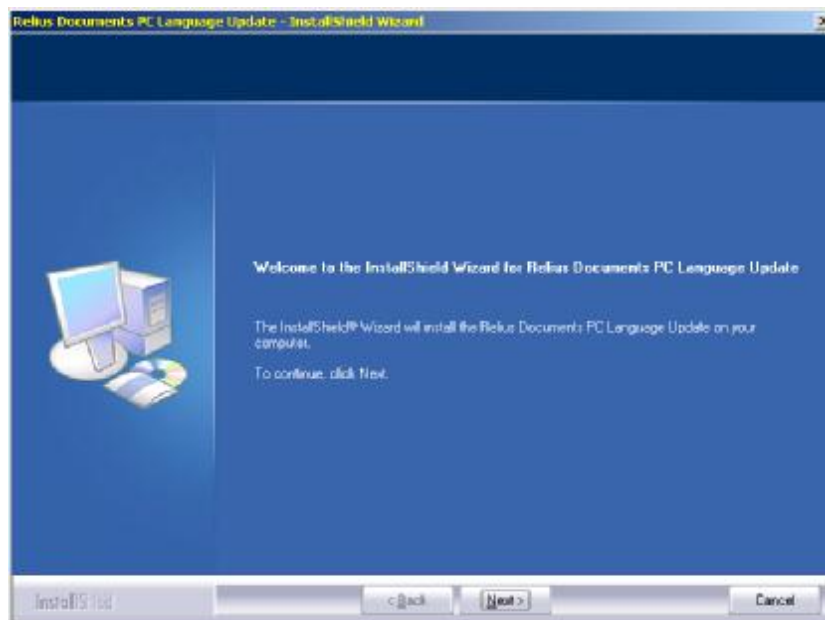 Relius Documents PC Language Update - InstallShield Wizard
Welcome to the InstallShield Wizard for Relius Documents PC Language Update
The InstallShield® Wizard will install the Relius Documents PC Language Update on your
computer.
To continue, click Next.
InstallShield
< Back
Next >
Cancel